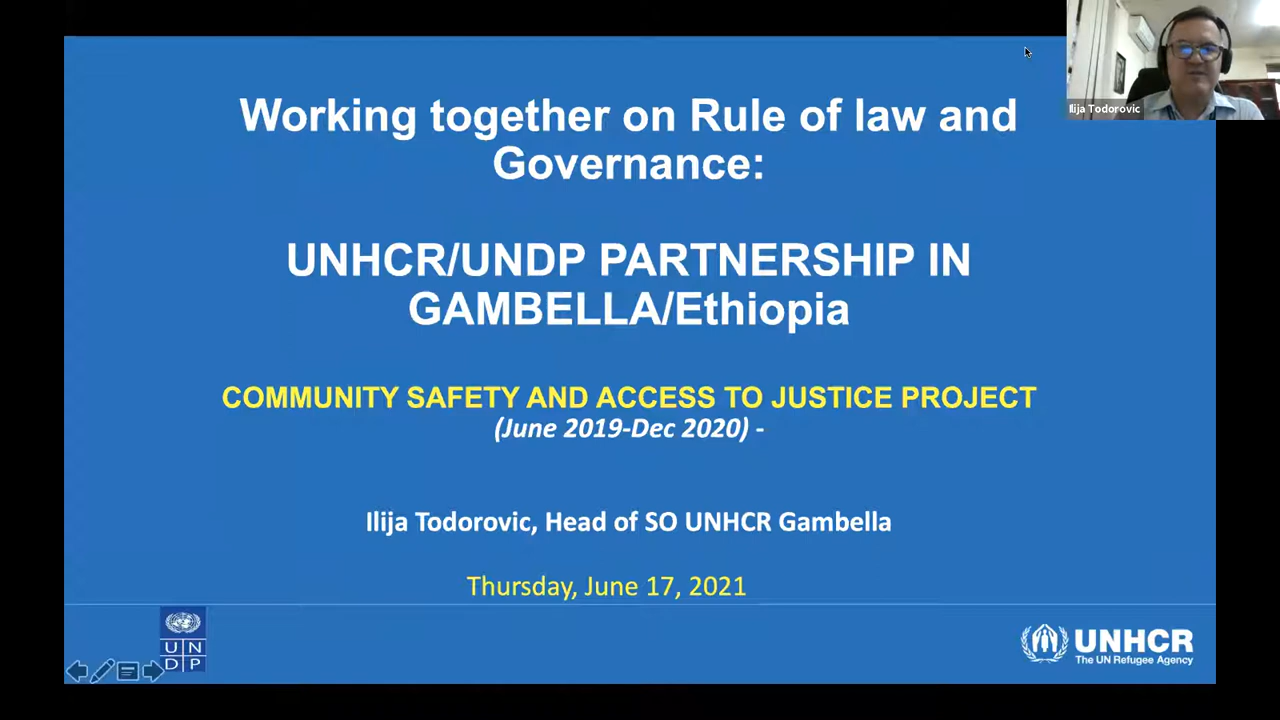 Working together on Rule of law and
Governance:
UNHCR/UNDP PARTNERSHIP IN
GAMBELLA/Ethiopia
COMMUNITY SAFETY AND ACCESS TO JUSTICE PROJECT
(June 2019-Dec 2020) -
Ilija Todorovic, Head of SO UNHCR Gambella
Thursday, June 17, 2021
Ilija Todorovic
U N
D P
UNHCR
The UN Refugee Agency